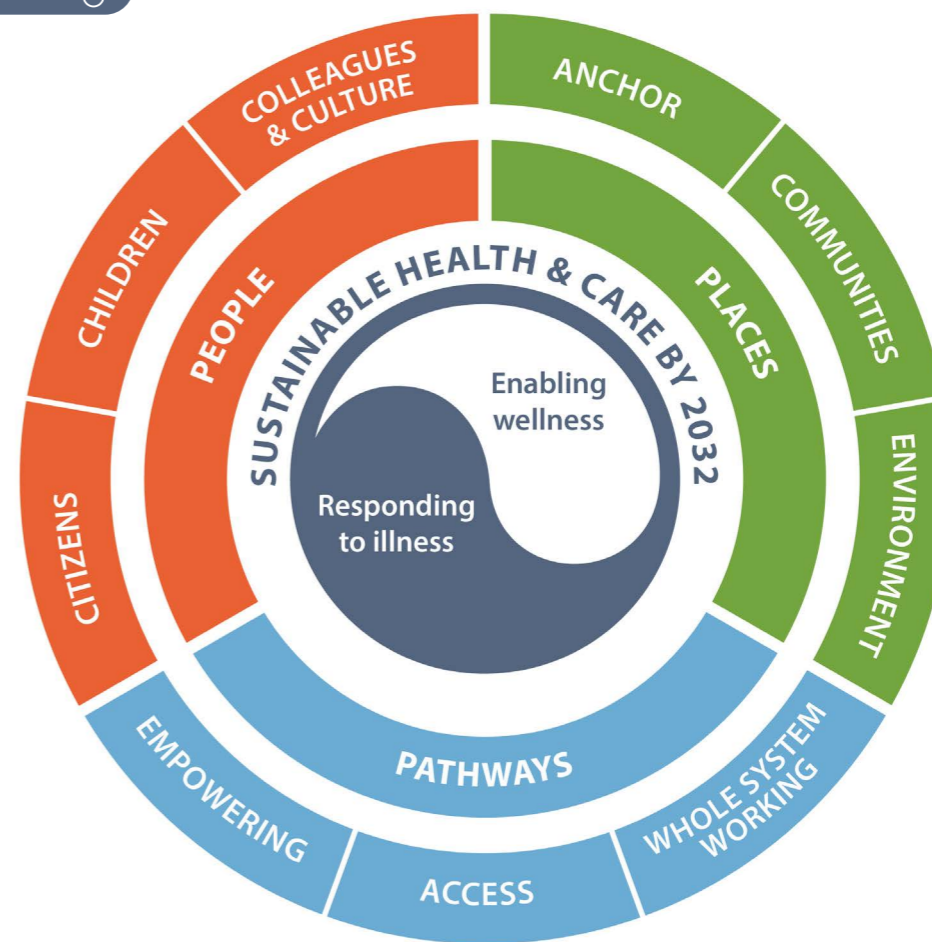 COLLEAGUES
& CULTURE
ANCHOR
CHILDREN
COMMUNITIES
PEOPLE
PLACES
SUSTAINABLE HEALTH & CARE BY 2032
Enabling
wellness
Responding
to illness
CITIZENS
ENVIRONMENT
PATHWAYS
EMPOWERING
ACCESS
WHOLE SYSTEM
WORKING